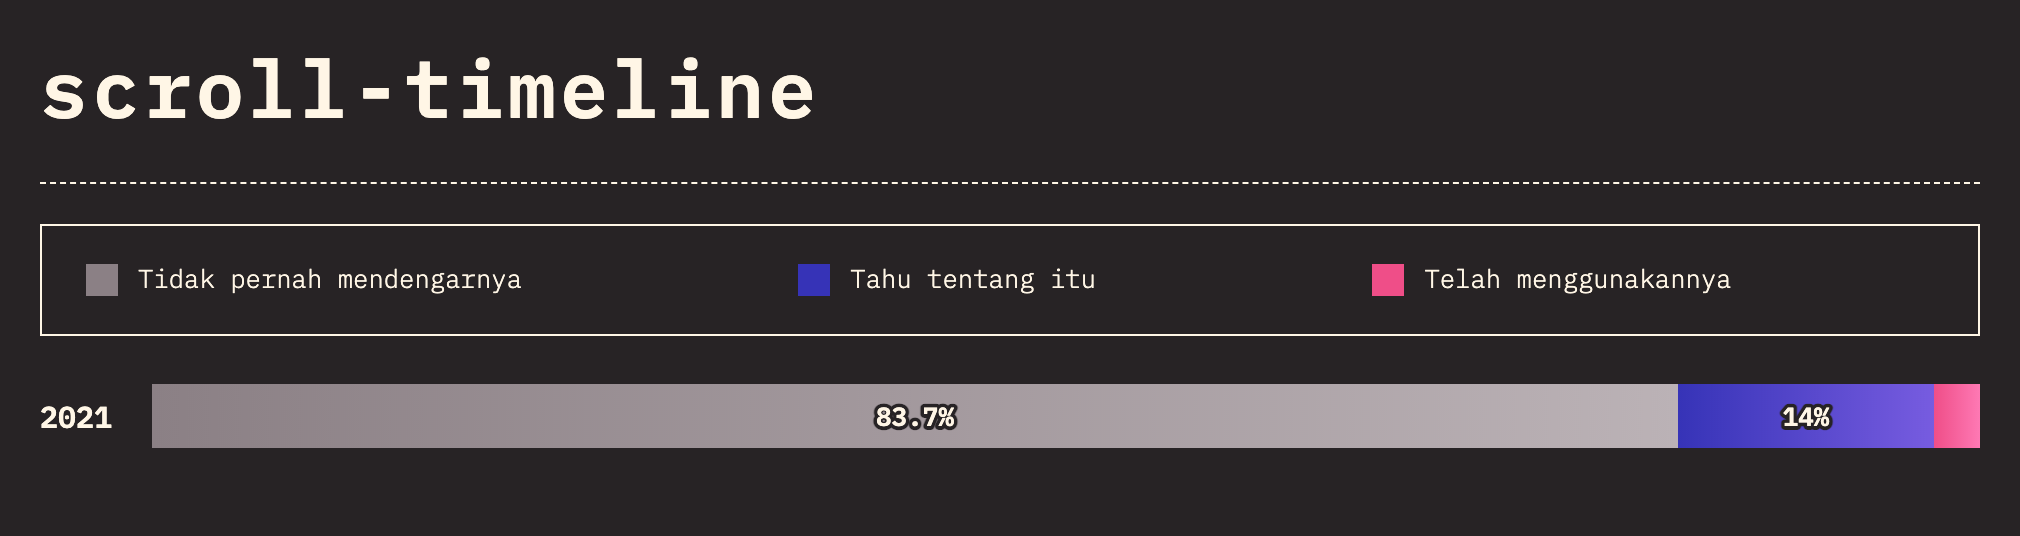 scroll-timeline
Tidak pernah mendengarnya Tahu tentang itu Telah menggunakannya
2021 83.7% 14%